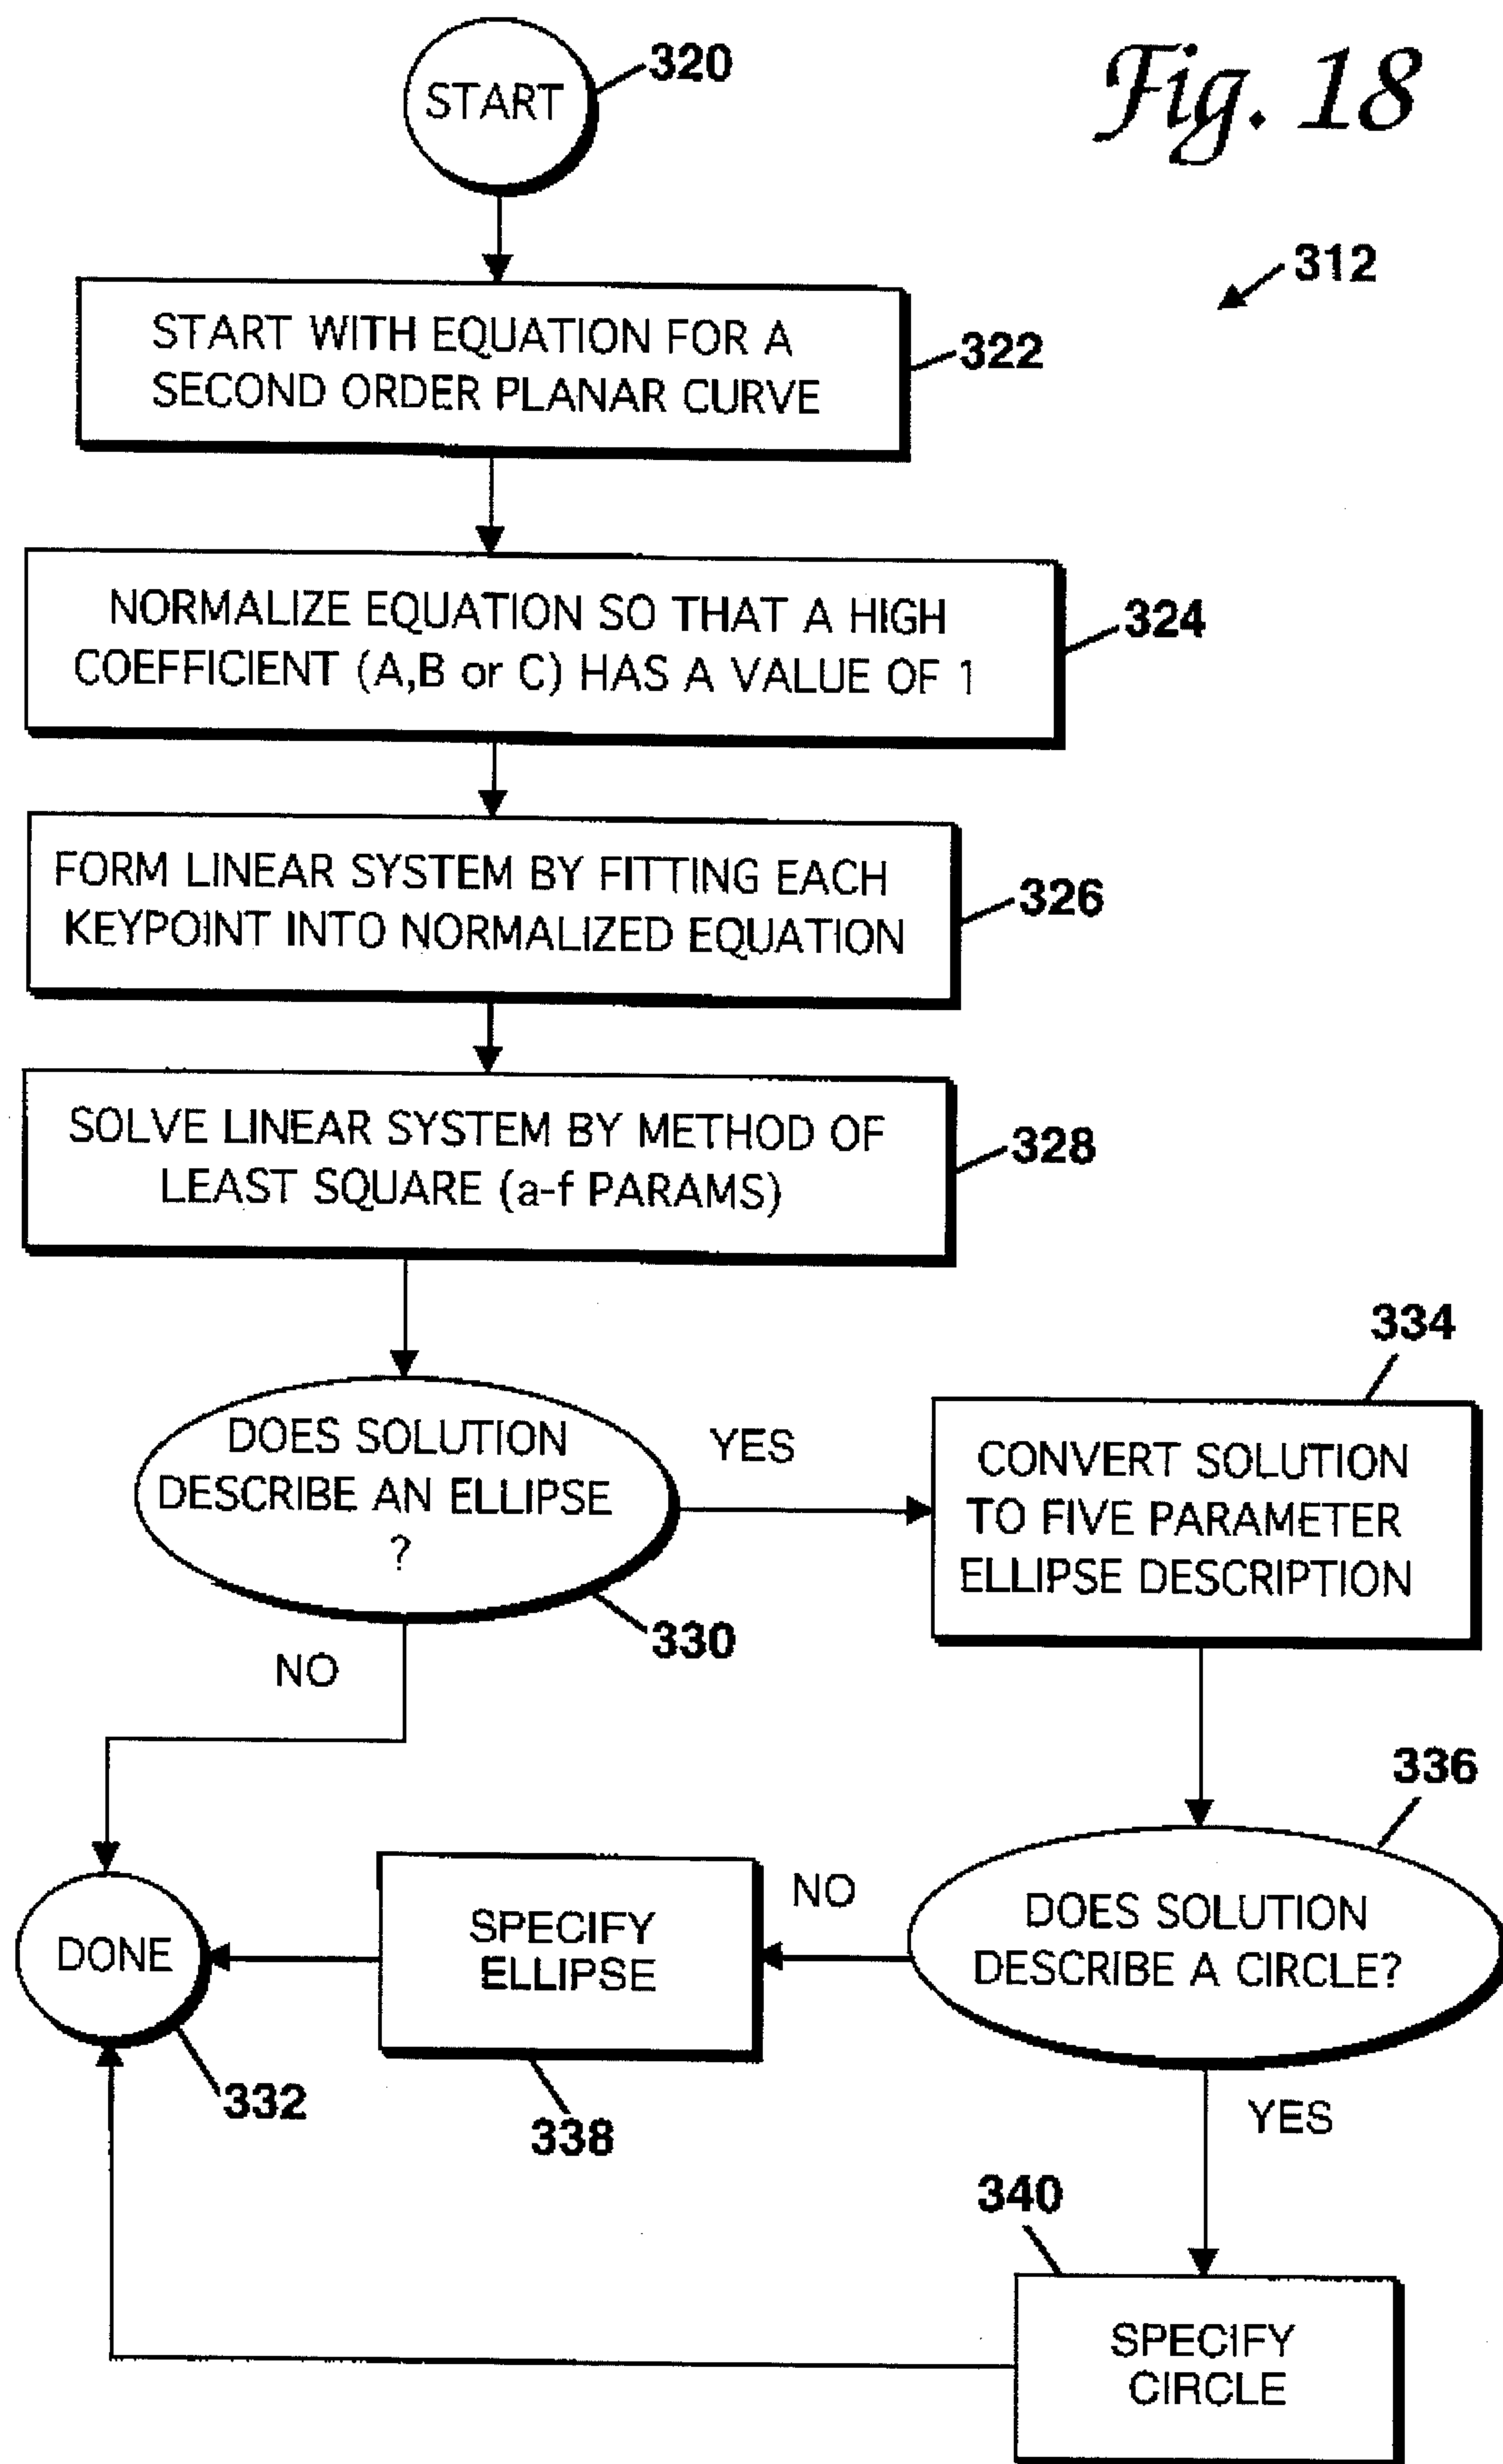 Fig. 18
START
320
312
START WITH EQUATION FOR A
SECOND ORDER PLANAR CURVE
322
NORMALIZE EQUATION SO THAT A HIGH
COEFFICIENT (A,B or C) HAS A VALUE OF 1
324
FORM LINEAR SYSTEM BY FITTING EACH
KEYPOINT INTO NORMALIZED EQUATION
326
SOLVE LINEAR SYSTEM BY METHOD OF
LEAST SQUARE (a-f PARAMS)
328
DOES SOLUTION
DESCRIBE AN ELLIPSE
?
330
YES
NO
334
CONVERT SOLUTION
TO FIVE PARAMETER
ELLIPSE DESCRIPTION
336
DOES SOLUTION
DESCRIBE A CIRCLE?
NO
SPECIFY
ELLIPSE
338
DONE
332
YES
340
SPECIFY
CIRCLE